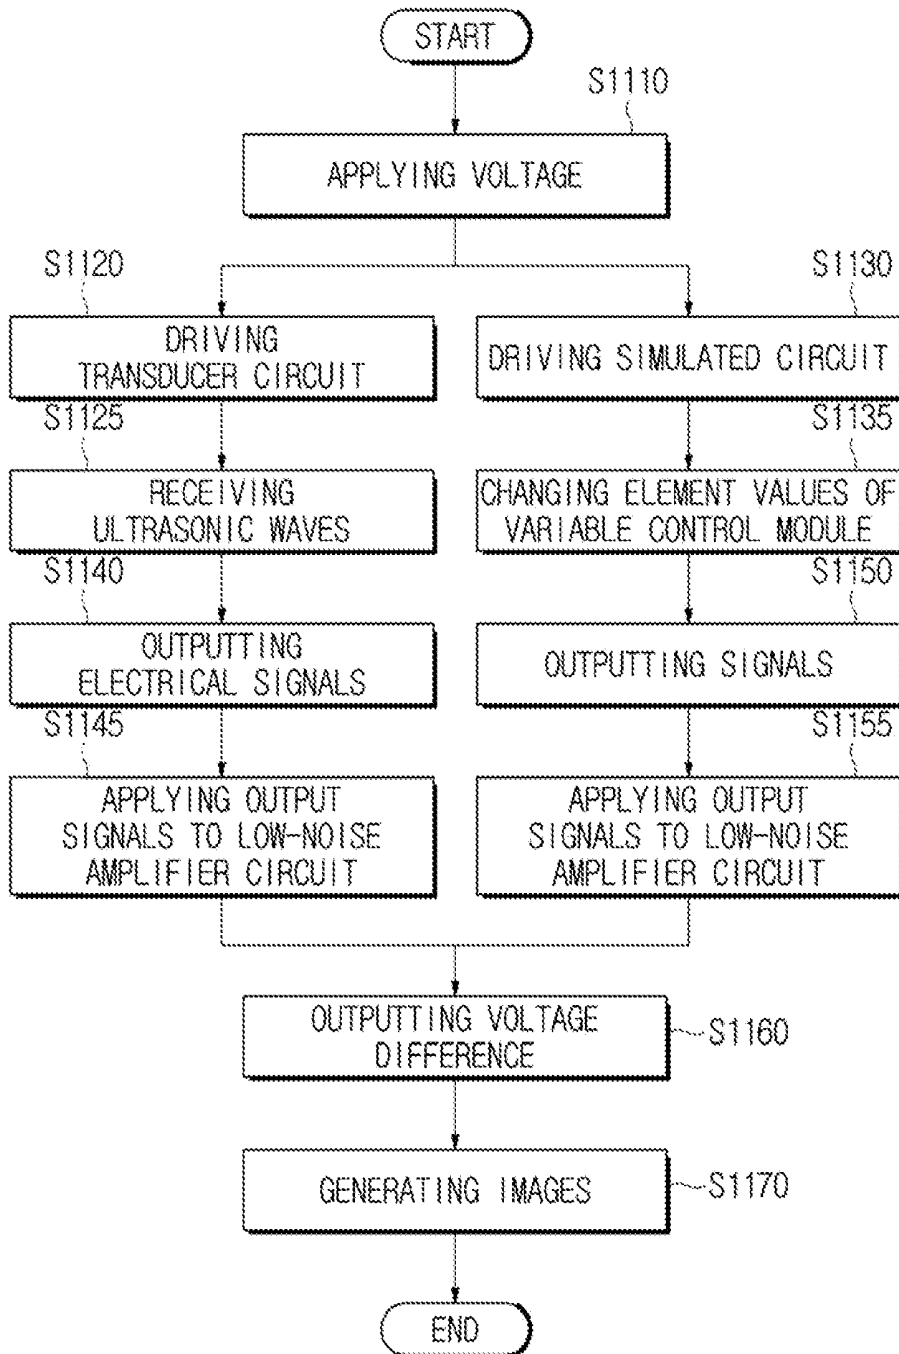 START
S1110
APPLYING VOLTAGE
S1120
S1130
DRIVING
TRANSDUCER CIRCUIT
DRIVING SIMULATED CIRCUIT
S1125
S1135
RECEIVING
ULTRASONIC WAVES
CHANGING ELEMENT VALUES OF
VARIABLE CONTROL MODULE
S1140
S1150
OUTPUTTING
ELECTRICAL SIGNALS
OUTPUTTING SIGNALS
S1145
S1155
APPLYING OUTPUT
SIGNALS TO LOW-NOISE
AMPLIFIER CIRCUIT
APPLYING OUTPUT
SIGNALS TO LOW-NOISE
AMPLIFIER CIRCUIT
OUTPUTTING VOLTAGE
DIFFERENCE
S1160
GENERATING IMAGES
S1170
END